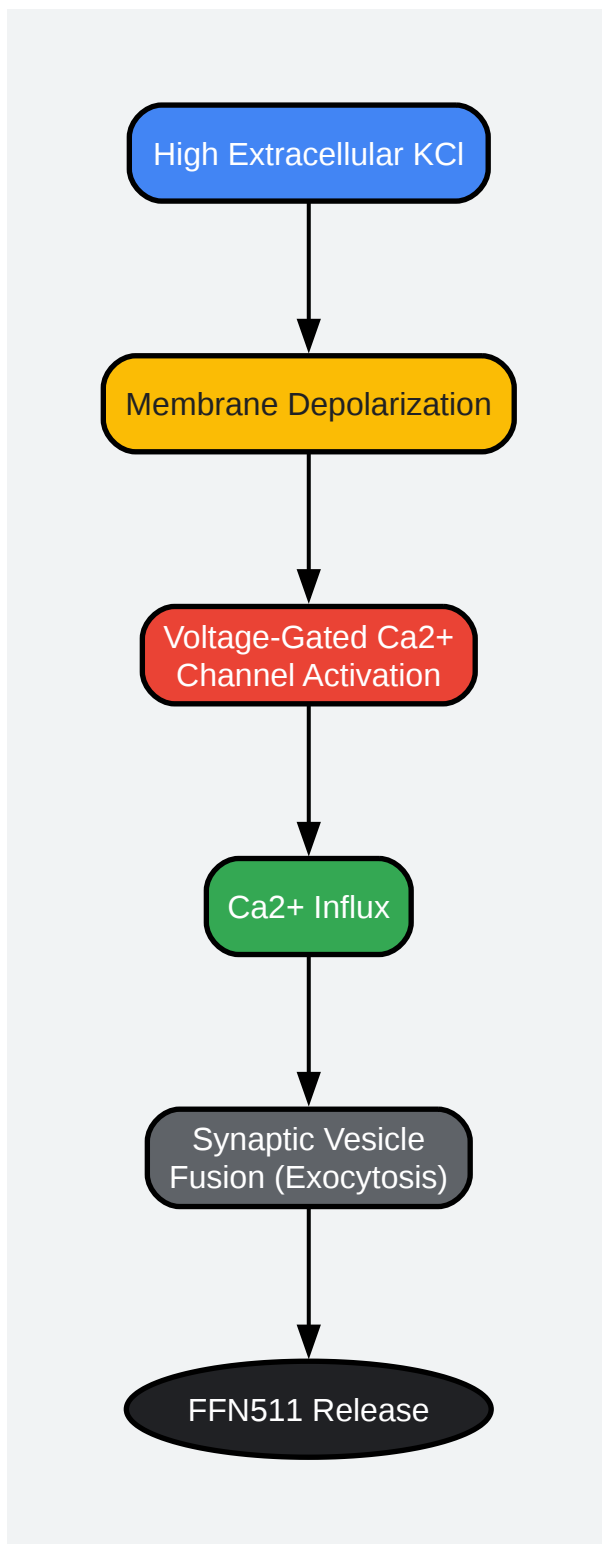 High Extracellular KCl
Membrane Depolarization
Voltage-Gated Ca2+
Channel Activation
Ca2+ Influx
Synaptic Vesicle
Fusion (Exocytosis)
FFN511 Release